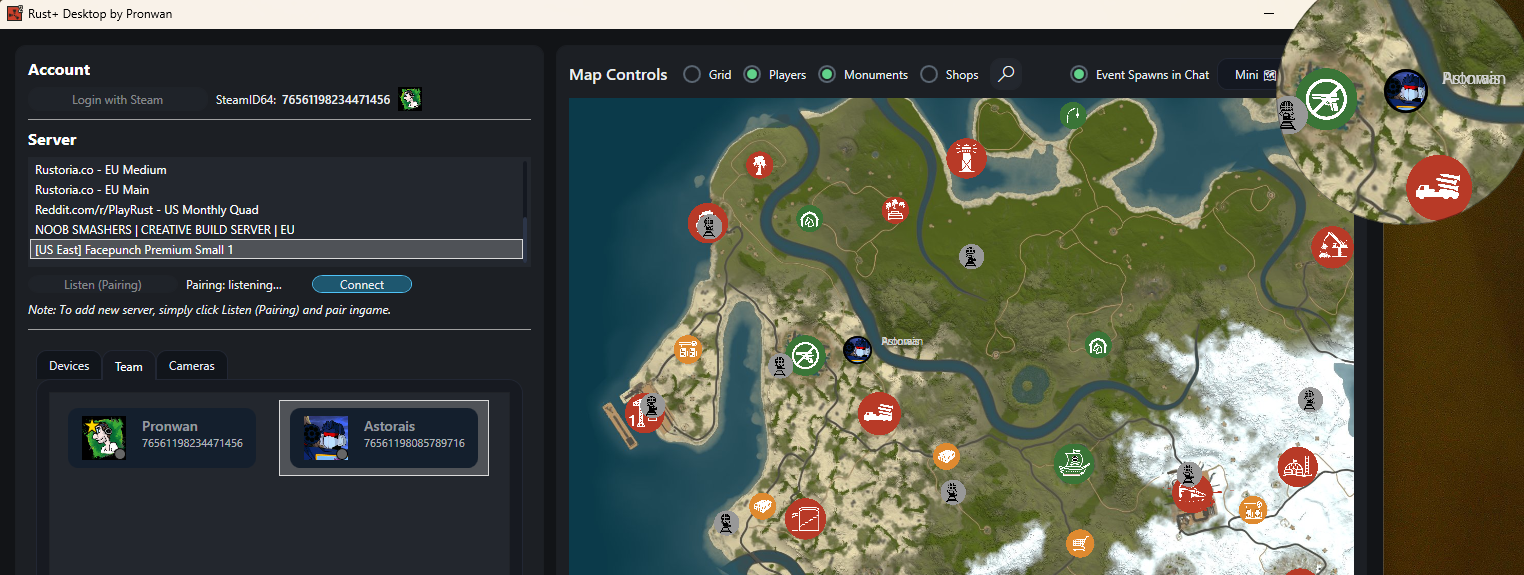 Rust+ Desktop by Pronwan
Account
Login with Steam
SteamID64: 76561198234471456
Server
Rustoria.co - EU Medium
Rustoria.co - EU Main
Reddit.com/r/PlayRust - US Monthly Quad
NOOB SMASHERS | CREATIVE BUILD SERVER | EU
[US East] Facepunch Premium Small 1
Listen (Pairing)
Pairing: listening...
Connect
Note: To add new server, simply click Listen (Pairing) and pair ingame.
Devices
Team
Cameras
Pronwan
76561198234471456
Astorais
76561198085789716
Map Controls
Grid
Players
Monuments
Shops
Event Spawns in Chat
Mini
1